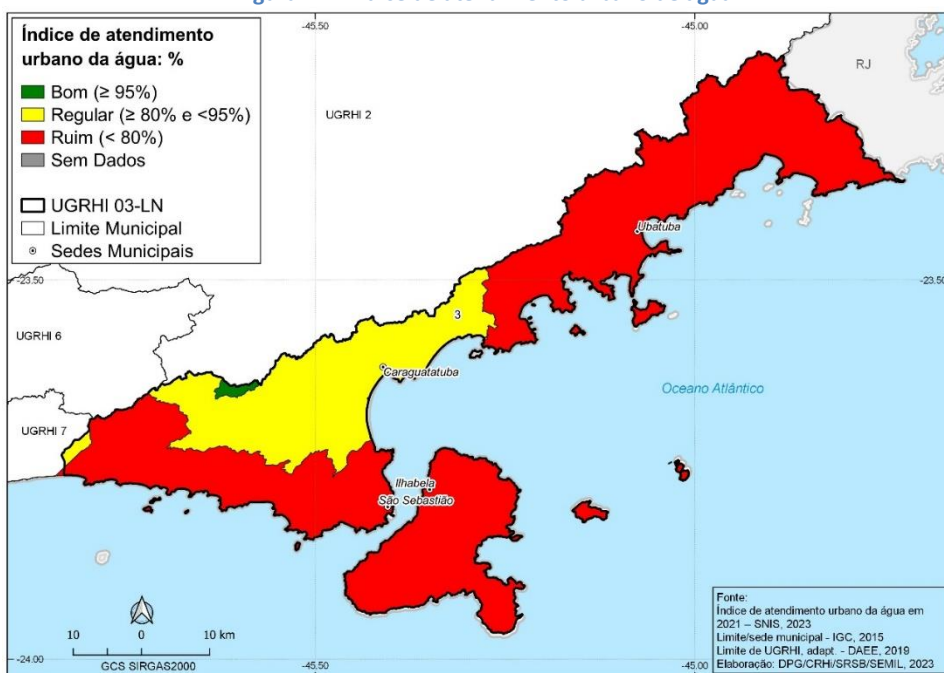 Índice de atendimento
urbano da água: %
Bom (≥ 95%)
Regular (≥ 80% e <95%)
Ruim (< 80%)
Sem Dados
UGRHI 03-LN
Limite Municipal
Sedes Municipais
-45.50
-45.00
RJ
UGRHI 2
Ubatuba
-23.50
-23.50
3
UGRHI 6
Caraguatatuba
Oceano Atlântico
UGRHI 7
Ilhabela
São Sebastião
10 0 10 km
GCS SIRGAS2000
-24.00
-45.50
-45.00
Fonte:
Índice de atendimento urbano da água em
2021 – SNIS, 2023
Limite/sede municipal - IGC, 2015
Limite de UGRHI, adapt. - DAEE, 2019
Elaboração: DPG/CRHi/SRSB/SEMIL, 2023